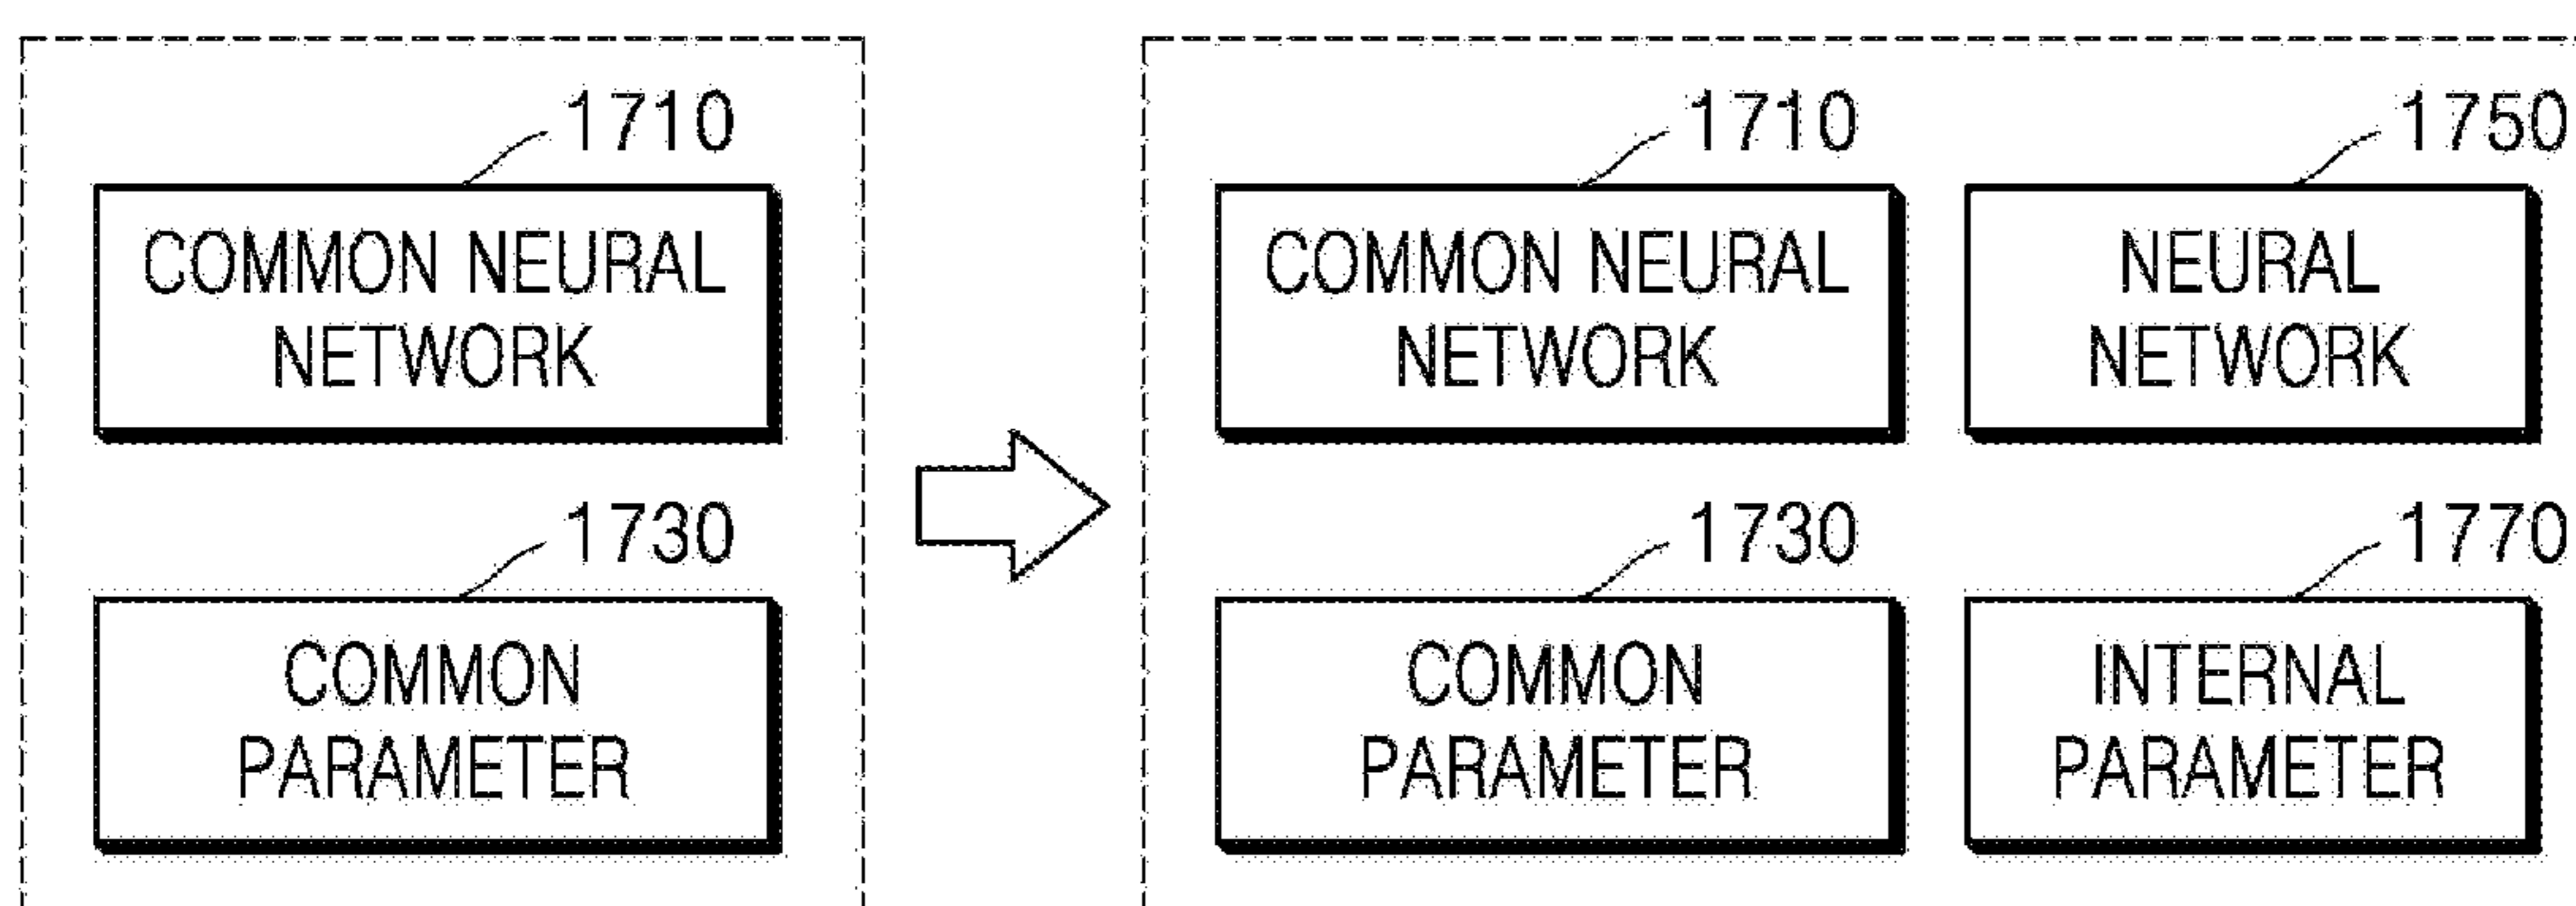 1710
COMMON NEURAL
NETWORK
1730
COMMON
PARAMETER
1710
COMMON NEURAL
NETWORK
1750
NEURAL
NETWORK
1730
COMMON
PARAMETER
1770
INTERNAL
PARAMETER